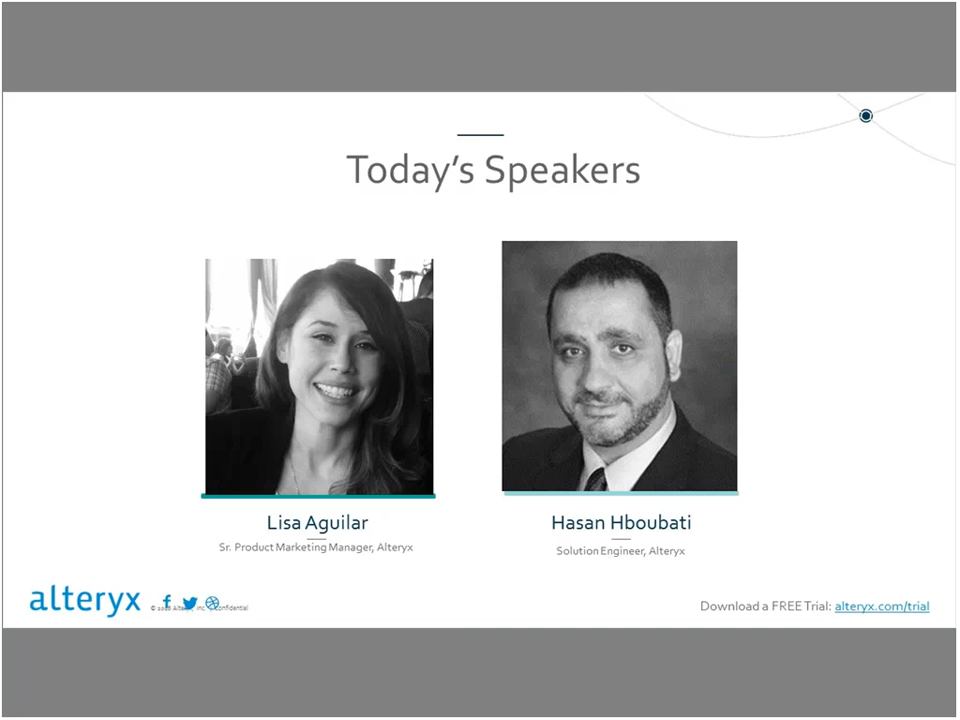 Today's Speakers
Lisa Aguilar
Sr. Product Marketing Manager, Alteryx
Hasan Hboubati
Solution Engineer, Alteryx
alteryx
Confidential
Download a FREE Trial: alteryx.com/trial